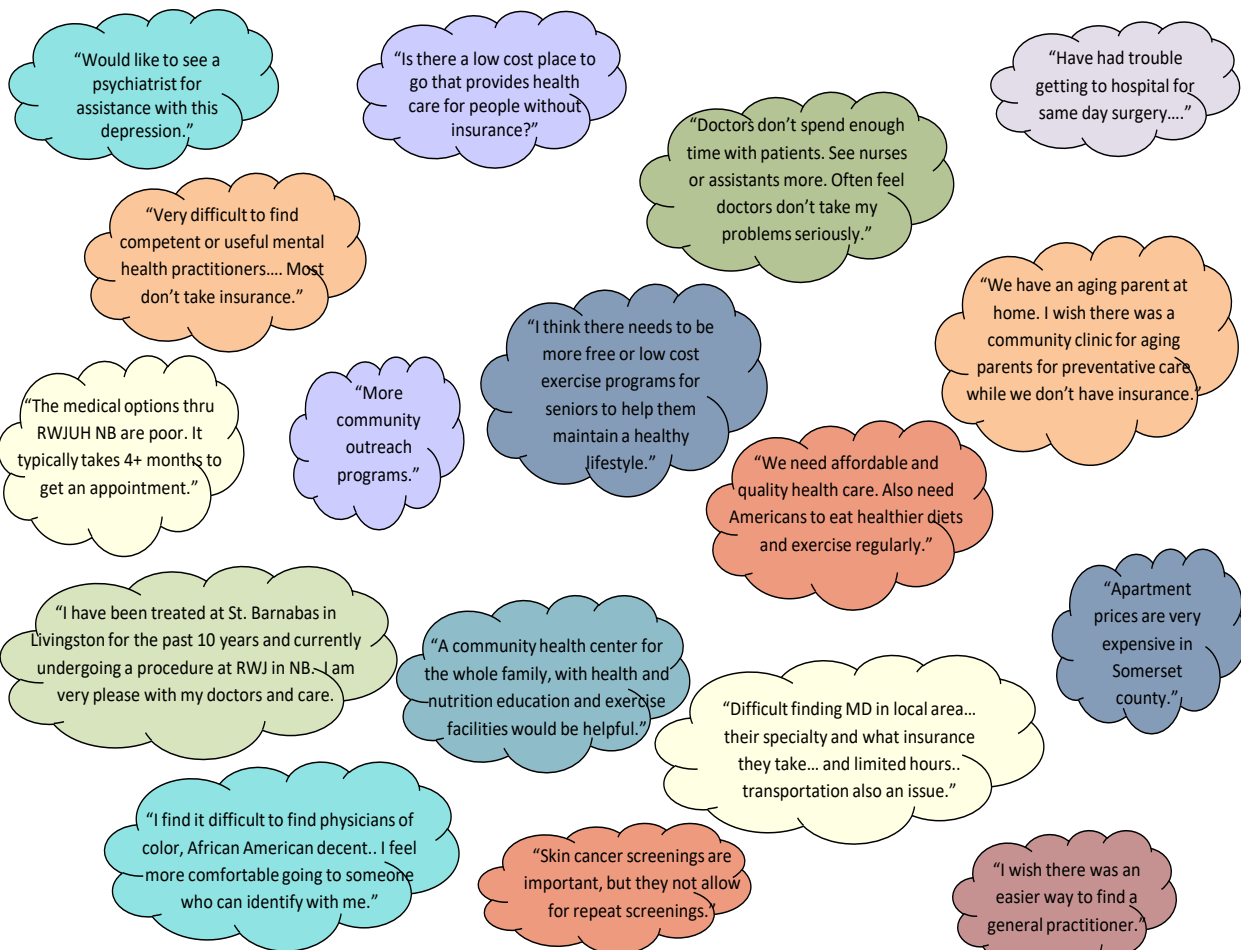 “Would like to see a
psychiatrist for
assistance with this
depression.”
“Is there a low cost place to
go that provides health
care for people without
insurance?”
“Have had trouble
getting to hospital for
same day surgery….”
“Doctors don’t spend enough
time with patients. See nurses
or assistants more. Often feel
doctors don’t take my
problems seriously.”
“Very difficult to find
competent or useful mental
health practitioners…. Most
don’t take insurance.”
“We have an aging parent at
home. I wish there was a
community clinic for aging
parents for preventative care
while we don’t have insurance.”
“I think there needs to be
more free or low cost
exercise programs for
seniors to help them
maintain a healthy
lifestyle.”
“The medical options thru
RWJUH NB are poor. It
typically takes 4+ months to
get an appointment.”
“More
community
outreach
programs.”
“We need affordable and
quality health care. Also need
Americans to eat healthier diets
and exercise regularly.”
“Apartment
prices are very
expensive in
Somerset
county.”
“I have been treated at St. Barnabas in
Livingston for the past 10 years and currently
undergoing a procedure at RWJ in NB. I am
very please with my doctors and care.
“A community health center for
the whole family, with health and
nutrition education and exercise
facilities would be helpful.”
“Difficult finding MD in local area…
their specialty and what insurance
they take… and limited hours..
transportation also an issue.”
“I find it difficult to find physicians of
color, African American decent.. I feel
more comfortable going to someone
who can identify with me.”
“Skin cancer screenings are
important, but they not allow
for repeat screenings.”
“I wish there was an
easier way to find a
general practitioner.”